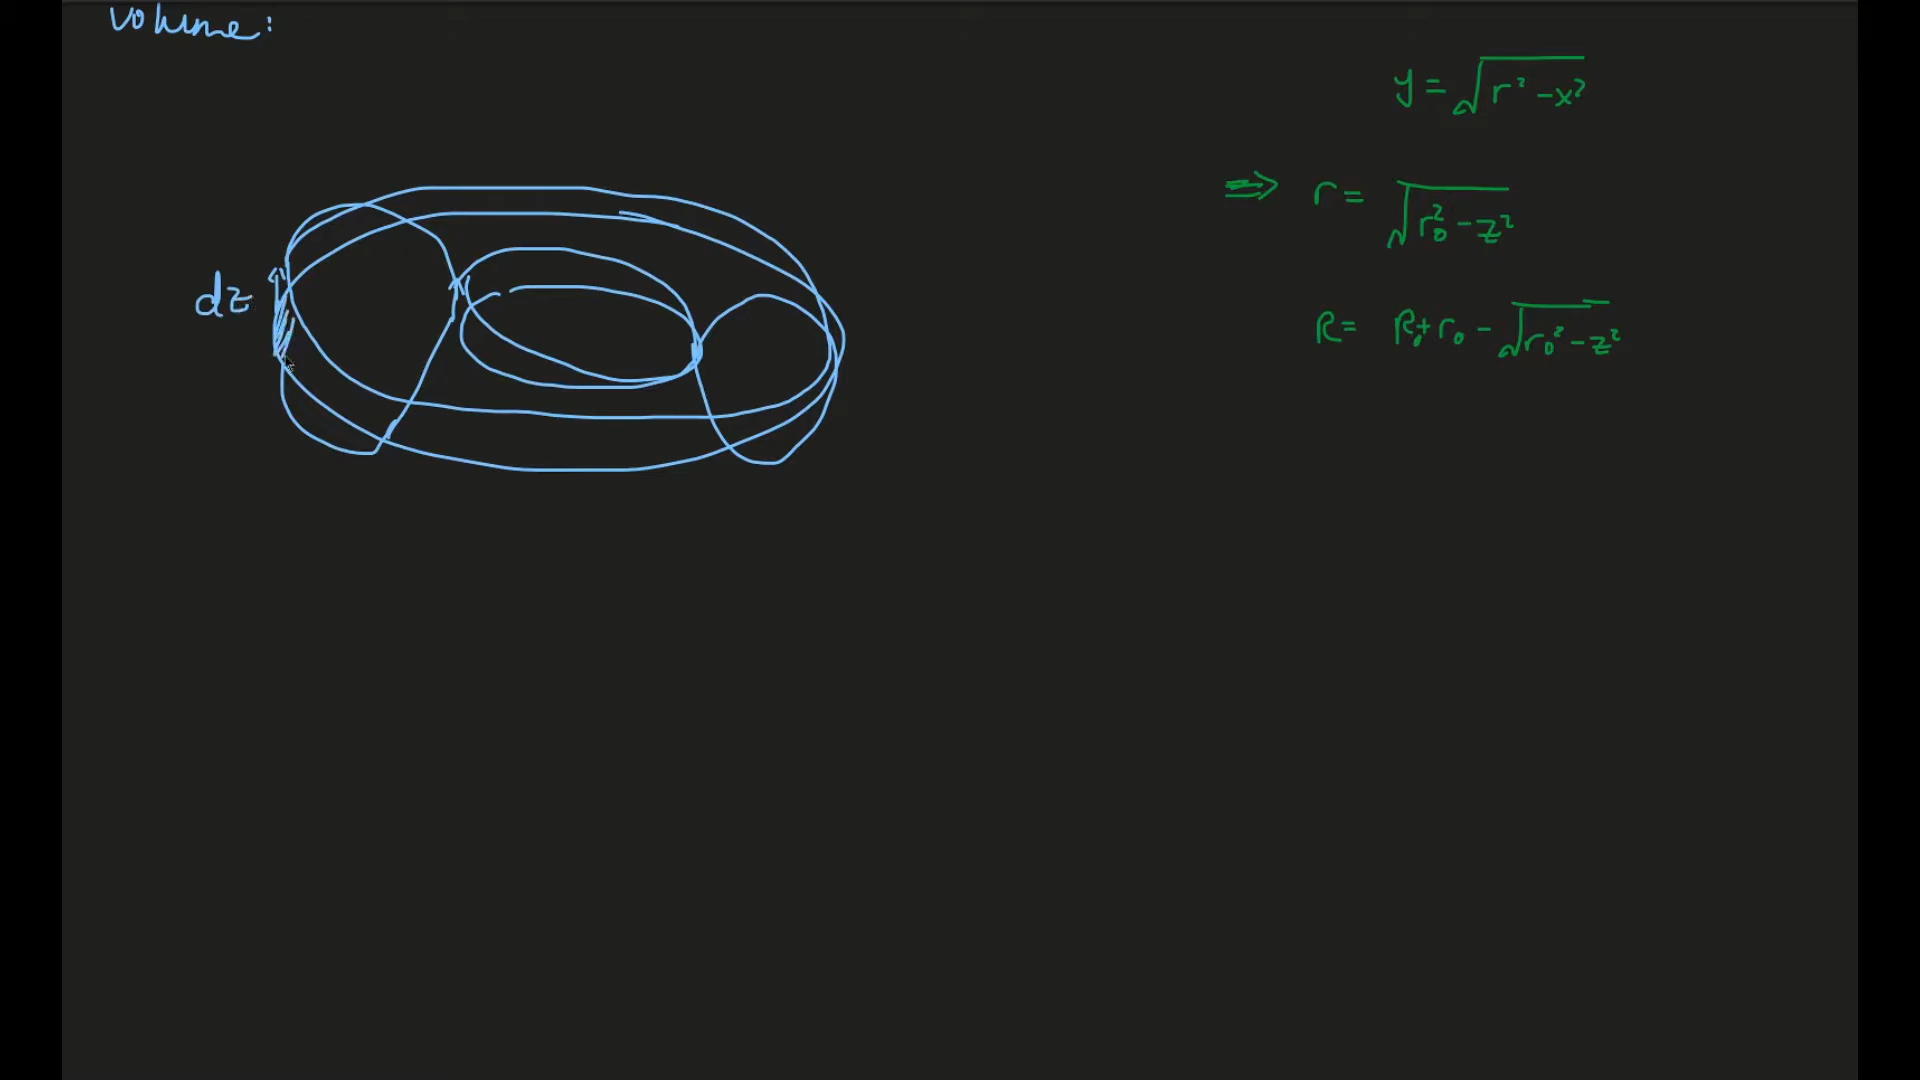 Volume:
y = √(r² - x²)
⇒ r = √(r₀² - z²)
dz
R = R₀ + r₀ - √(r₀² - z²)